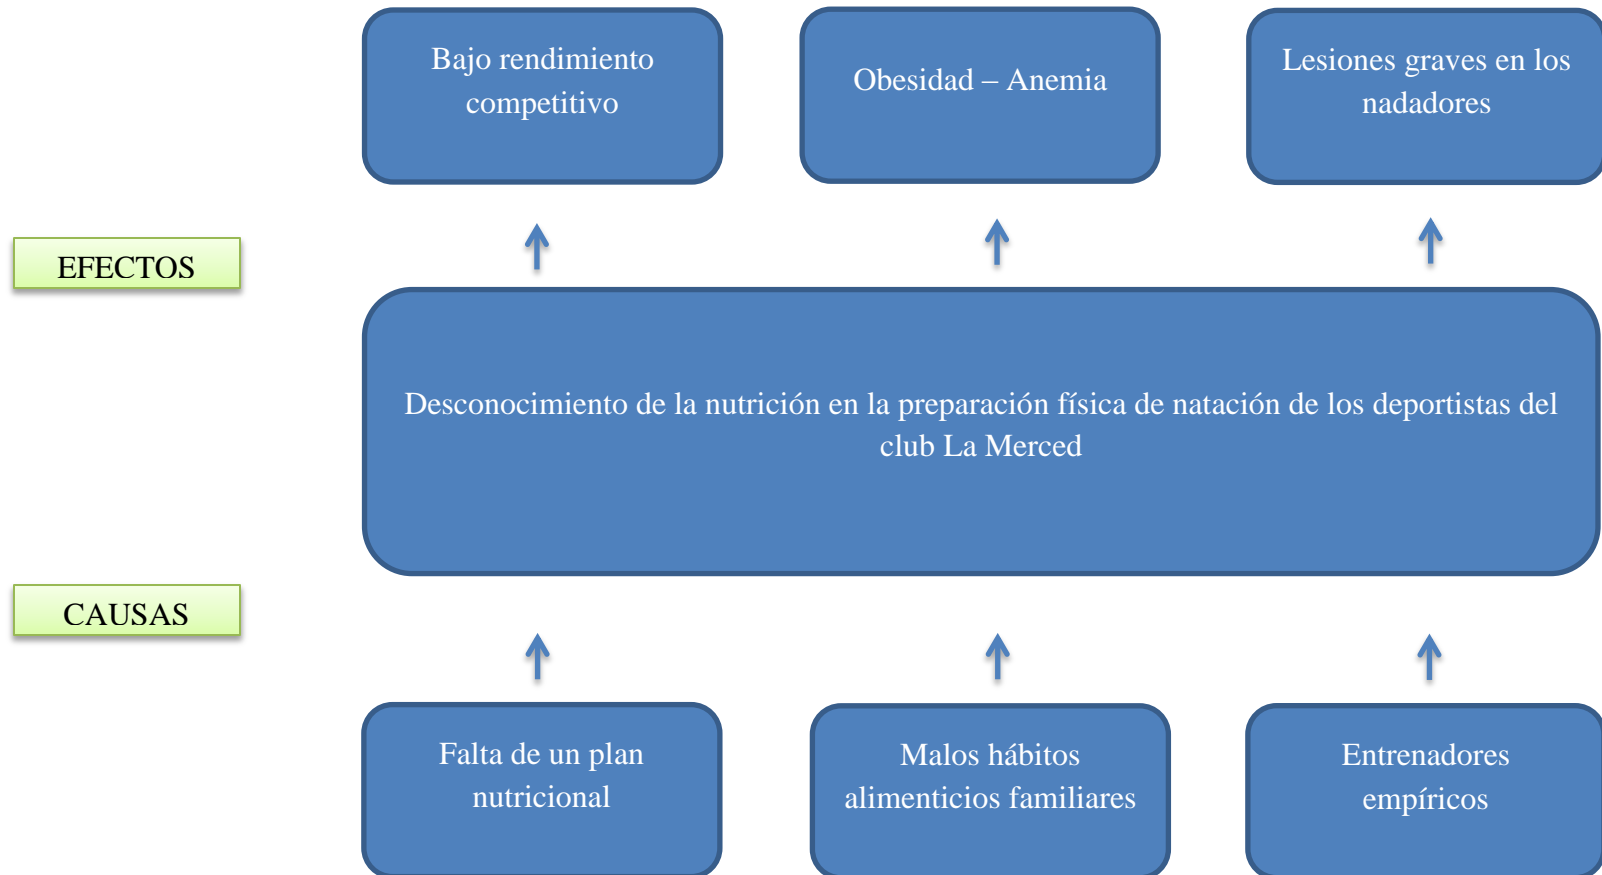 Bajo rendimiento
competitivo
Obesidad – Anemia
Lesiones graves en los
nadadores
EFECTOS
Desconocimiento de la nutrición en la preparación física de natación de los deportistas del
club La Merced
CAUSAS
Falta de un plan
nutricional
Malos hábitos
alimenticios familiares
Entrenadores
empíricos